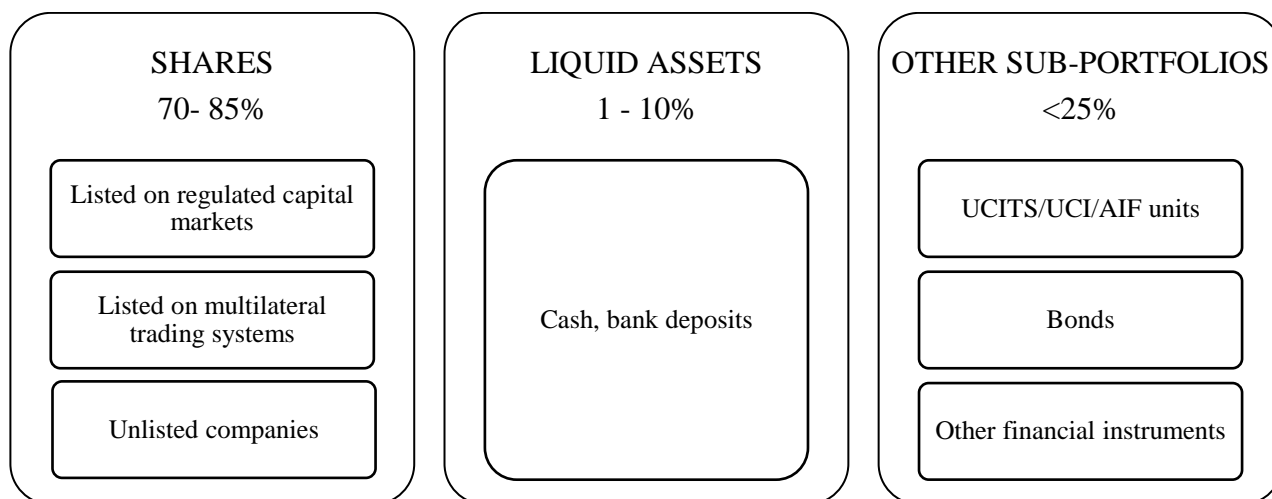 SHARES
70- 85%
Listed on regulated capital
markets
Listed on multilateral
trading systems
Unlisted companies
LIQUID ASSETS
1 - 10%
Cash, bank deposits
OTHER SUB-PORTFOLIOS
<25%
UCITS/UCI/AIF units
Bonds
Other financial instruments